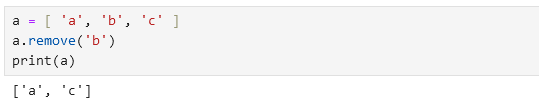 a = [ 'a', 'b', 'c' ]
a.remove('b')
print(a)
['a', 'c']